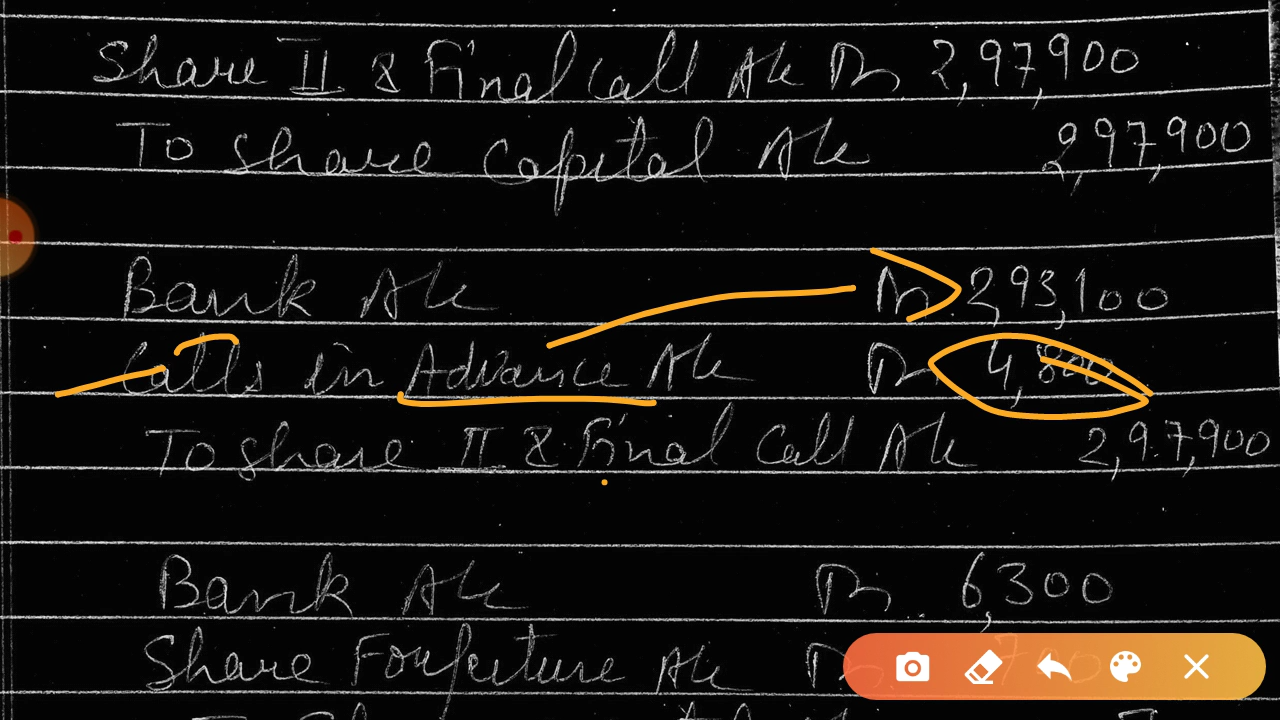 Share II & Final Call A/c Dr 2,97,900
To Share Capital A/c 2,97,900
Bank A/c Dr. 2,93,100
Calls in Advance A/c Dr. 4,800
To Share II & Final Call A/c 2,97,900
Bank A/c Dr. 6,300
Share Forfeiture A/c Dr.